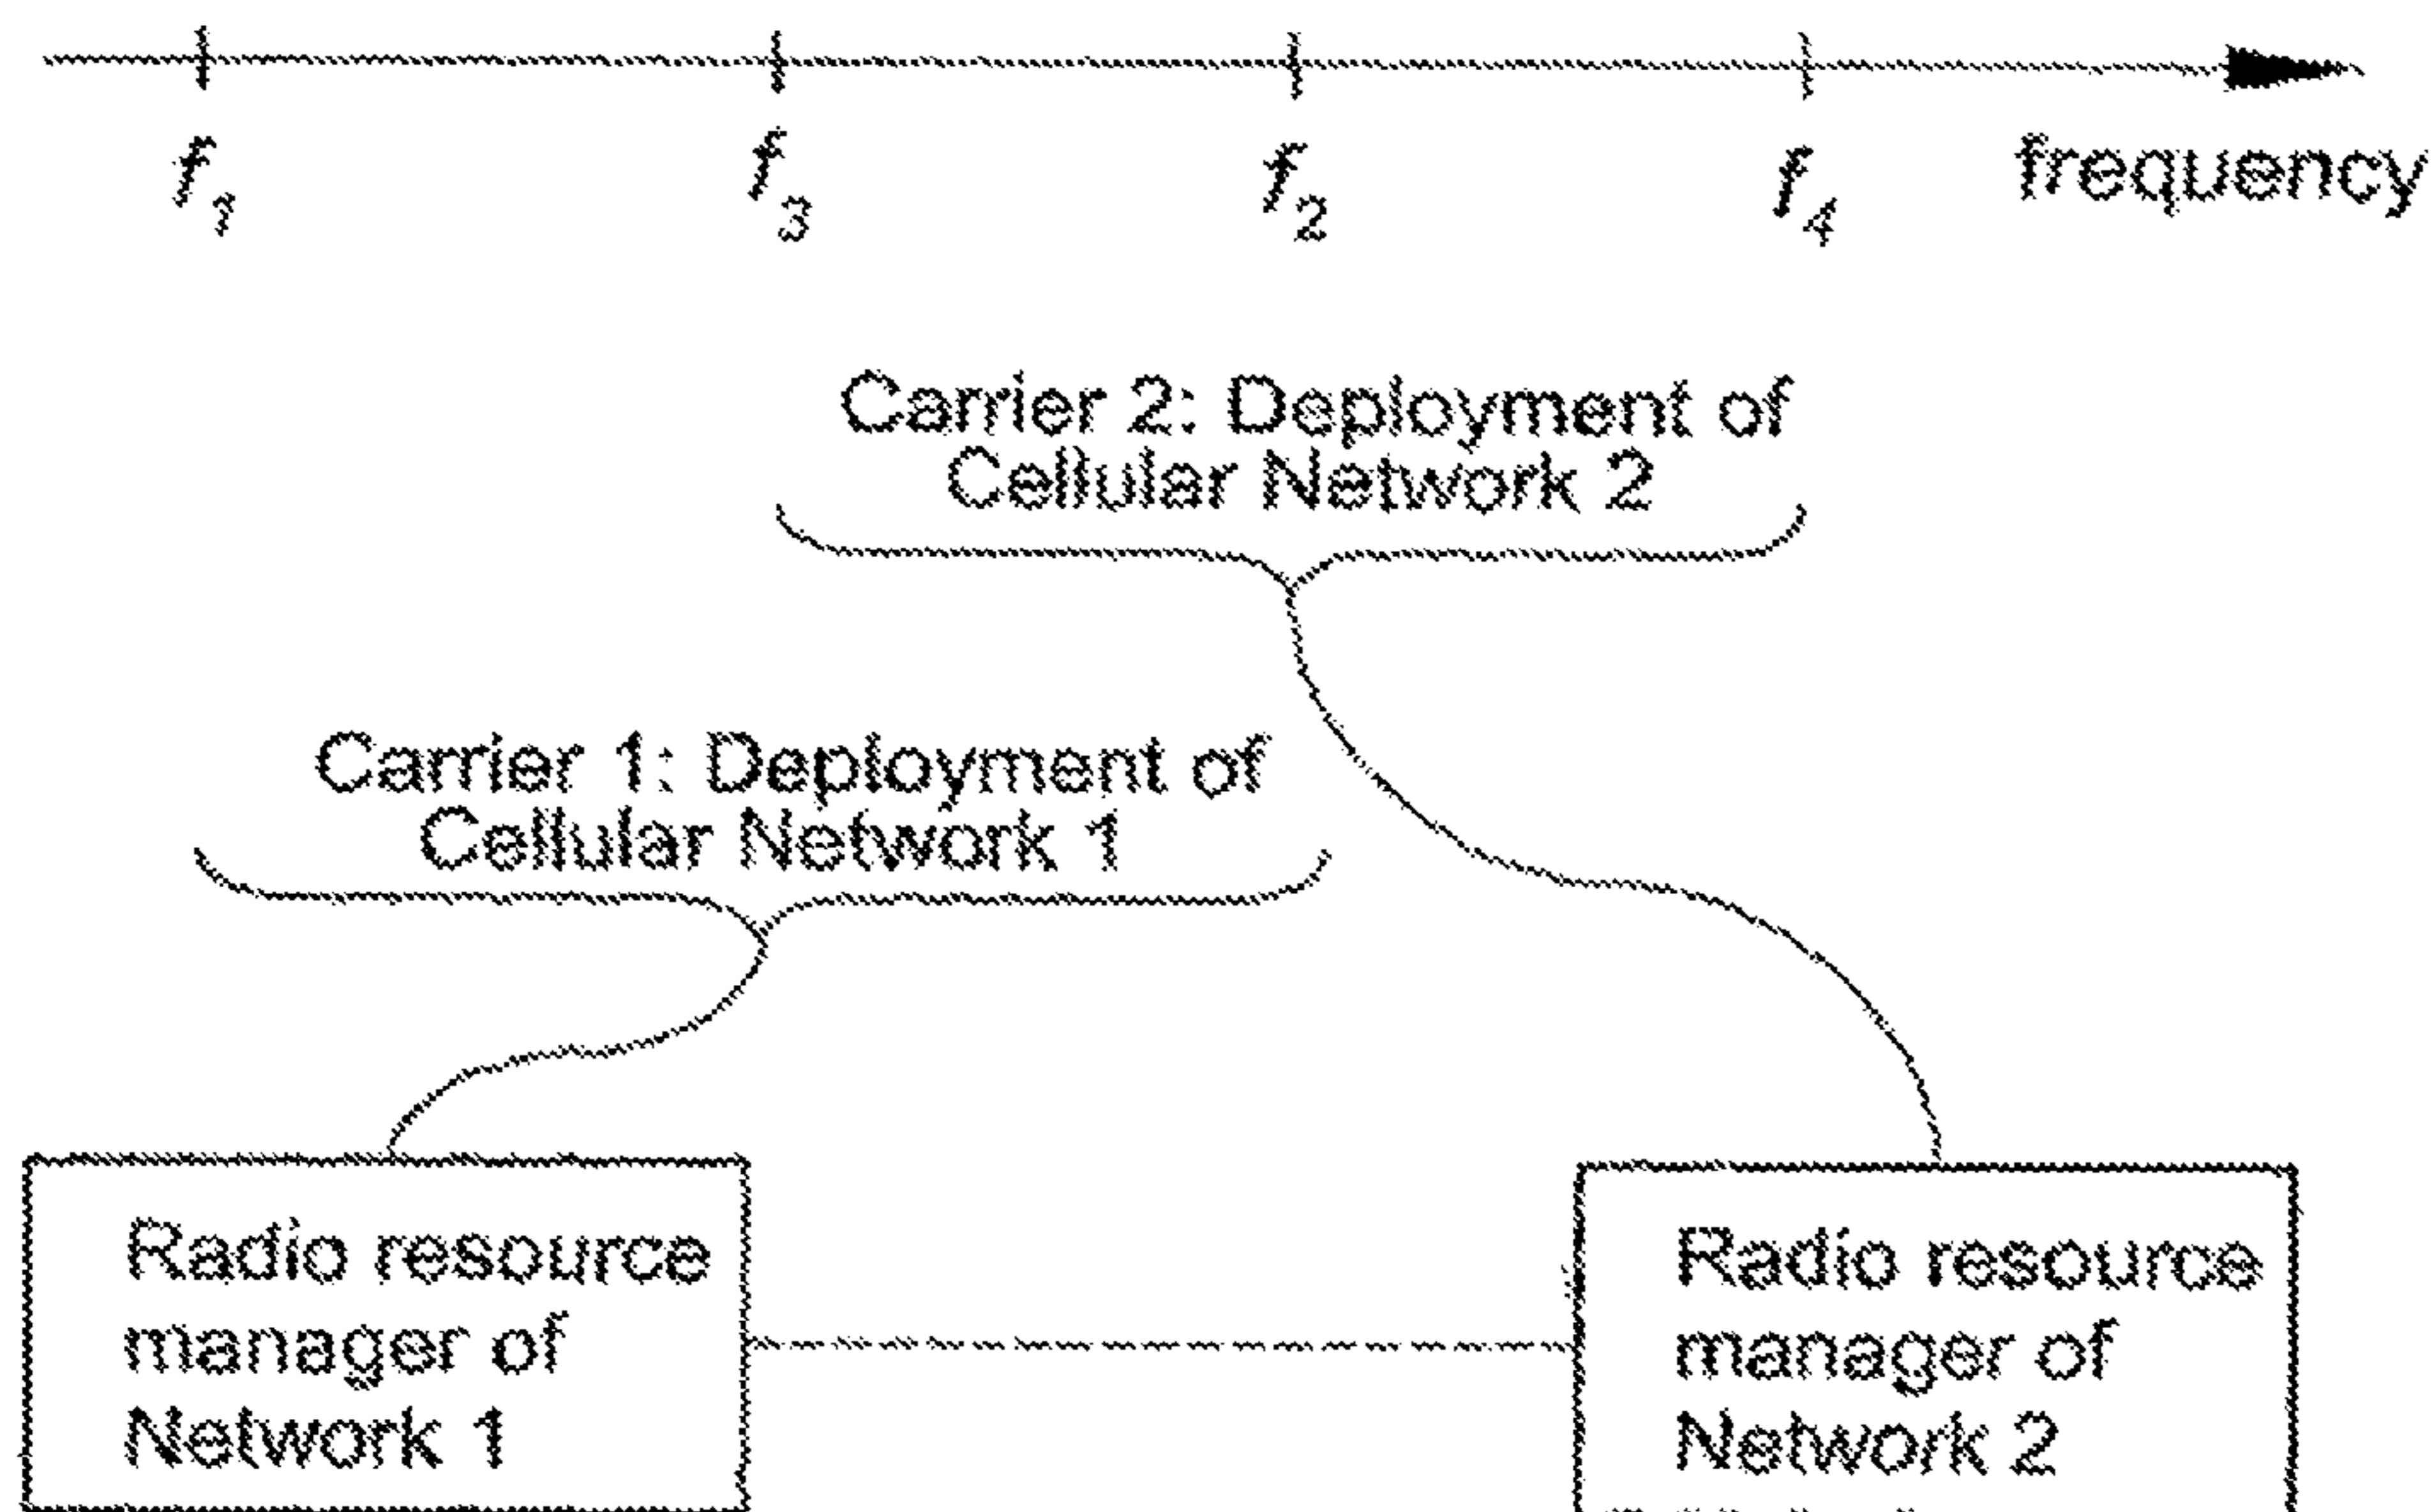 f1 f3 f2 f4 frequency
Carrier 2: Deployment of
Cellular Network 2
Carrier 1: Deployment of
Cellular Network 1
Radio resource
manager of
Network 1
Radio resource
manager of
Network 2